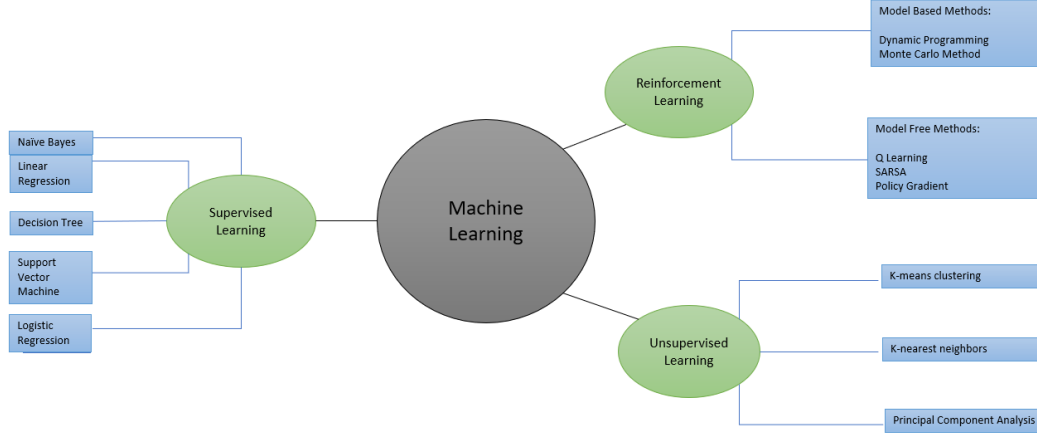 Machine
Learning
Supervised
Learning
Naïve Bayes
Linear
Regression
Decision Tree
Support
Vector
Machine
Logistic
Regression
Reinforcement
Learning
Model Based Methods:
Dynamic Programming
Monte Carlo Method
Model Free Methods:
Q Learning
SARSA
Policy Gradient
Unsupervised
Learning
K-means clustering
K-nearest neighbors
Principal Component Analysis